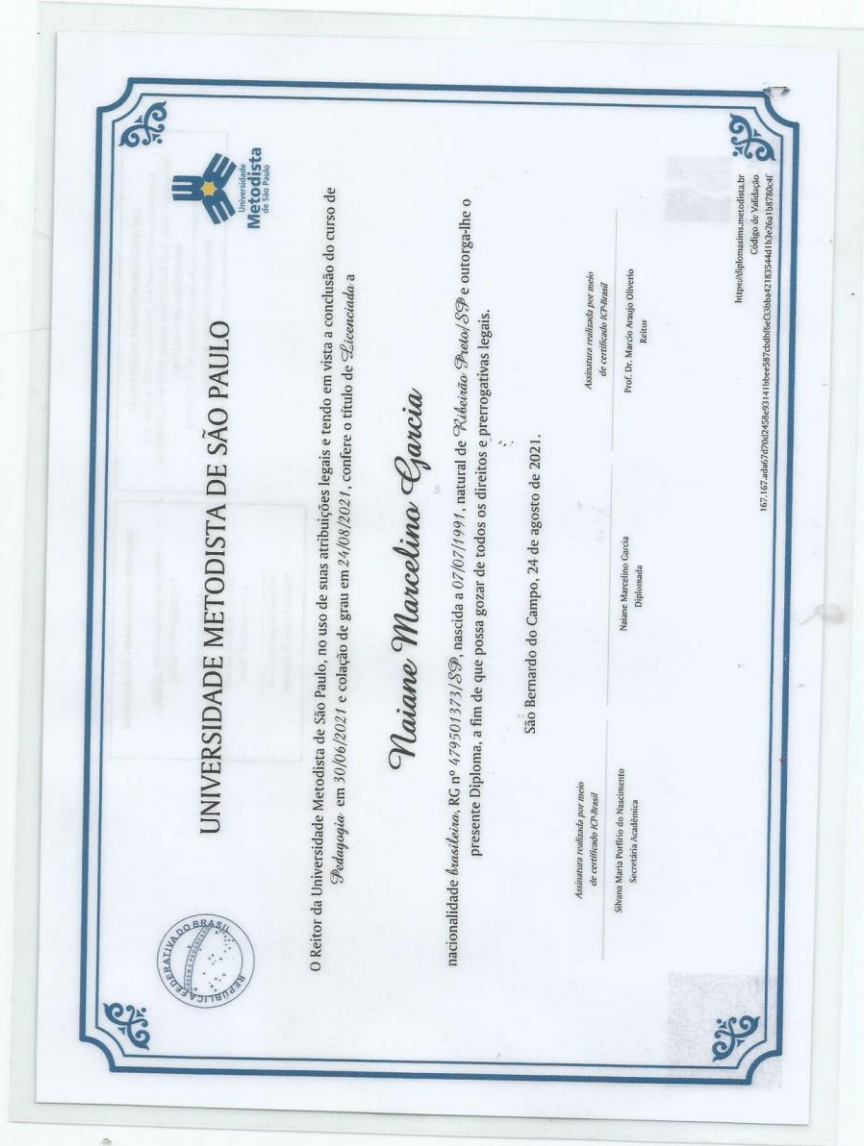 REPÚBLICA FEDERATIVA DO BRASIL
ORDEM E PROGRESSO
UNIVERSIDADE METODISTA DE SÃO PAULO
Universidade
Metodista
de São Paulo
O Reitor da Universidade Metodista de São Paulo, no uso de suas atribuições legais e tendo em vista a conclusão do curso de
Pedagogia em 30/06/2021 e colação de grau em 24/08/2021, confere o título de Licenciada a
Naiane Marcelino Garcia
nacionalidade brasileira, RG nº 479501373/SP, nascida a 07/07/1991, natural de Ribeirão Preto/SP e outorga-lhe o
presente Diploma, a fim de que possa gozar de todos os direitos e prerrogativas legais.
São Bernardo do Campo, 24 de agosto de 2021.
Assinatura realizada por meio
de certificado ICP-Brasil
Silvana Maria Porfirio do Nascimento
Secretária Acadêmica
Naiane Marcelino Garcia
Diplomada
Assinatura realizada por meio
de certificado ICP-Brasil
Prof. Dr. Marcio Araujo Oliverio
Reitor
https://diplomasims.metodista.br
Código de Validação